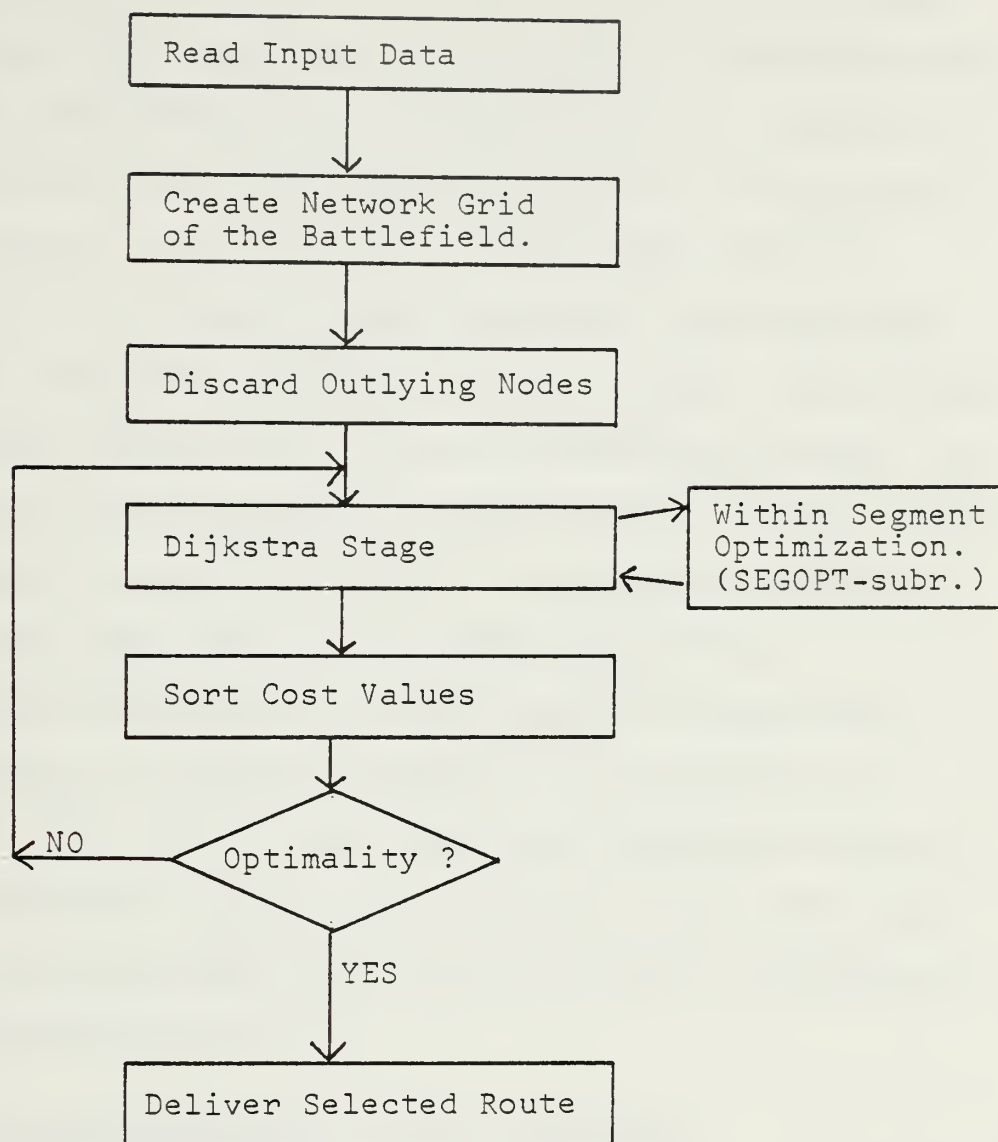 Read Input Data
Create Network Grid
of the Battlefield.
Discard Outlying Nodes
Dijkstra Stage
Within Segment
Optimization.
(SEGOPT-subr.)
Sort Cost Values
Optimality ?
NO
YES
Deliver Selected Route